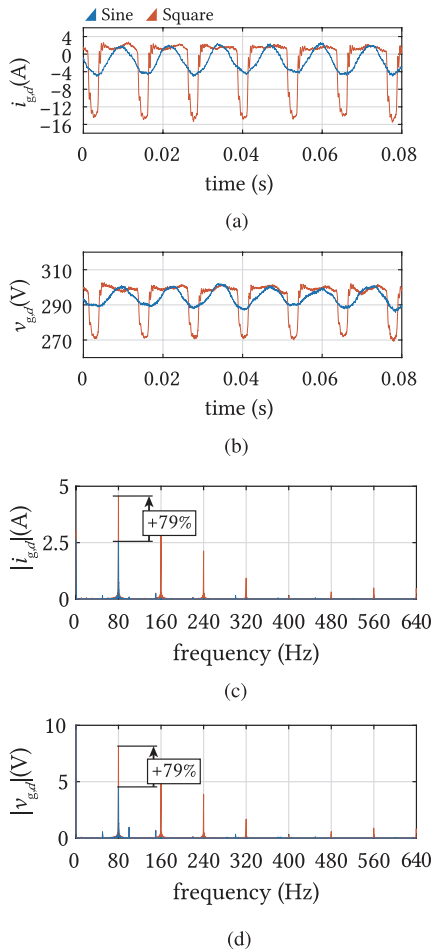 Sine Square
i_g,d(A)
4
0
−4
−8
−12
−16
0 0.02 0.04 0.06 0.08
time (s)
(a)
v_g,d(V)
310
290
270
0 0.02 0.04 0.06 0.08
time (s)
(b)
|i_g,d|(A)
5
2.5
0
+79%
0 80 160 240 320 400 480 560 640
frequency (Hz)
(c)
|v_g,d|(V)
10
5
0
+79%
0 80 160 240 320 400 480 560 640
frequency (Hz)
(d)